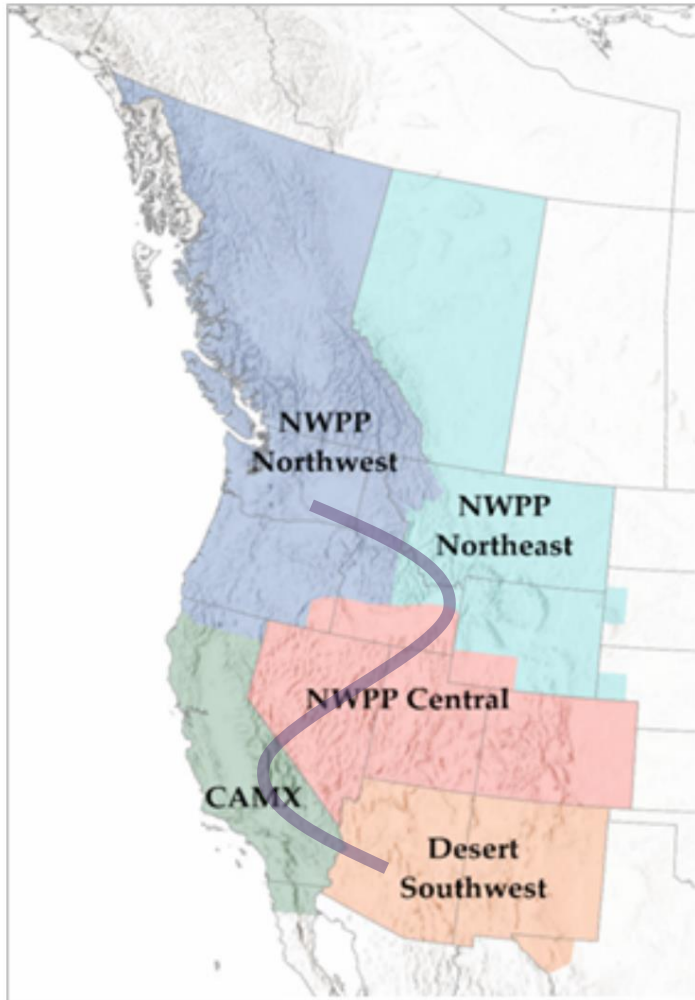 NWPP
Northwest
NWPP
Northeast
NWPP Central
CAMX
Desert
Southwest